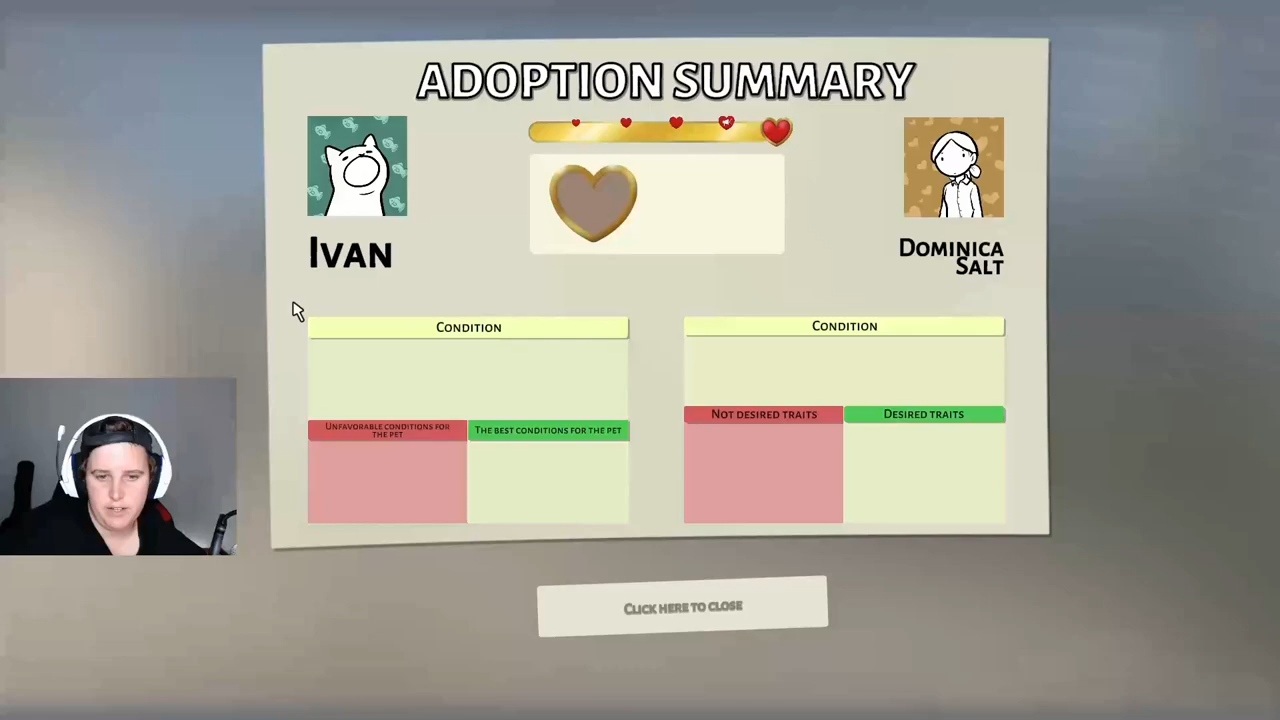 ADOPTION SUMMARY
IVAN
DOMINICA
SALT
CONDITION
UNFAVORABLE CONDITIONS FOR
THE PET
THE BEST CONDITIONS FOR THE PET
CONDITION
NOT DESIRED TRAITS
DESIRED TRAITS
CLICK HERE TO CLOSE